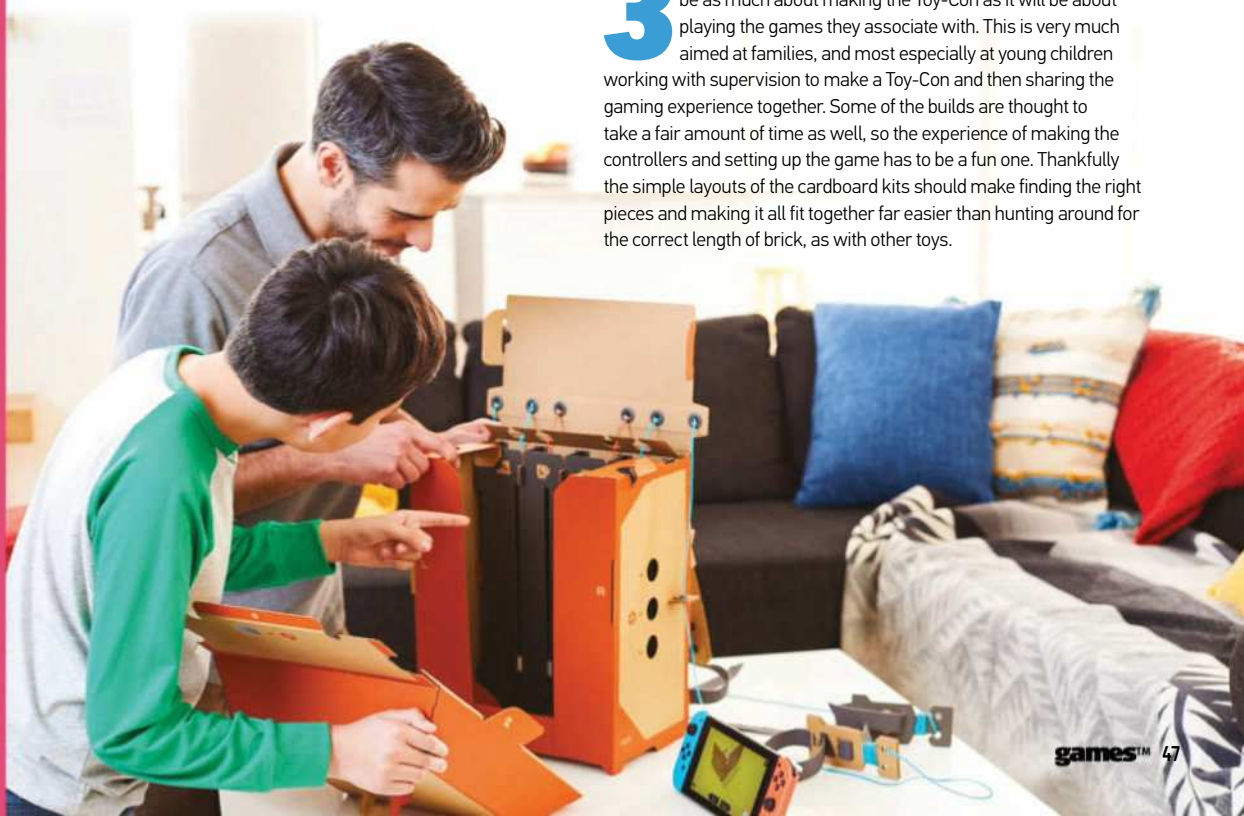 3 be as much about making the Toy-Con as it will be about
playing the games they associate with. This is very much
aimed at families, and most especially at young children
working with supervision to make a Toy-Con and then sharing the
gaming experience together. Some of the builds are thought to
take a fair amount of time as well, so the experience of making the
controllers and setting up the game has to be a fun one. Thankfully
the simple layouts of the cardboard kits should make finding the right
pieces and making it all fit together far easier than hunting around for
the correct length of brick, as with other toys.
games™ 47